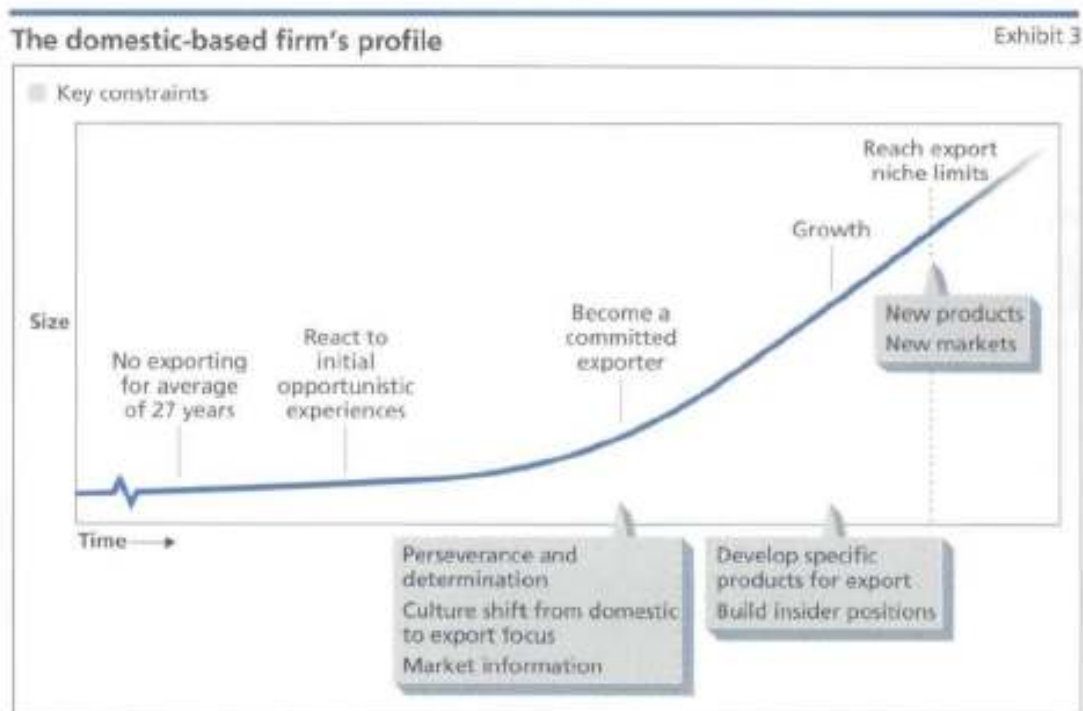 The domestic-based firm's profile
Exhibit 3
Key constraints
Reach export
niche limits
Growth
New products
New markets
Size
Become a
committed
exporter
React to
initial
opportunistic
experiences
No exporting
for average
of 27 years
Time
Perseverance and
determination
Culture shift from domestic
to export focus
Market information
Develop specific
products for export
Build insider positions